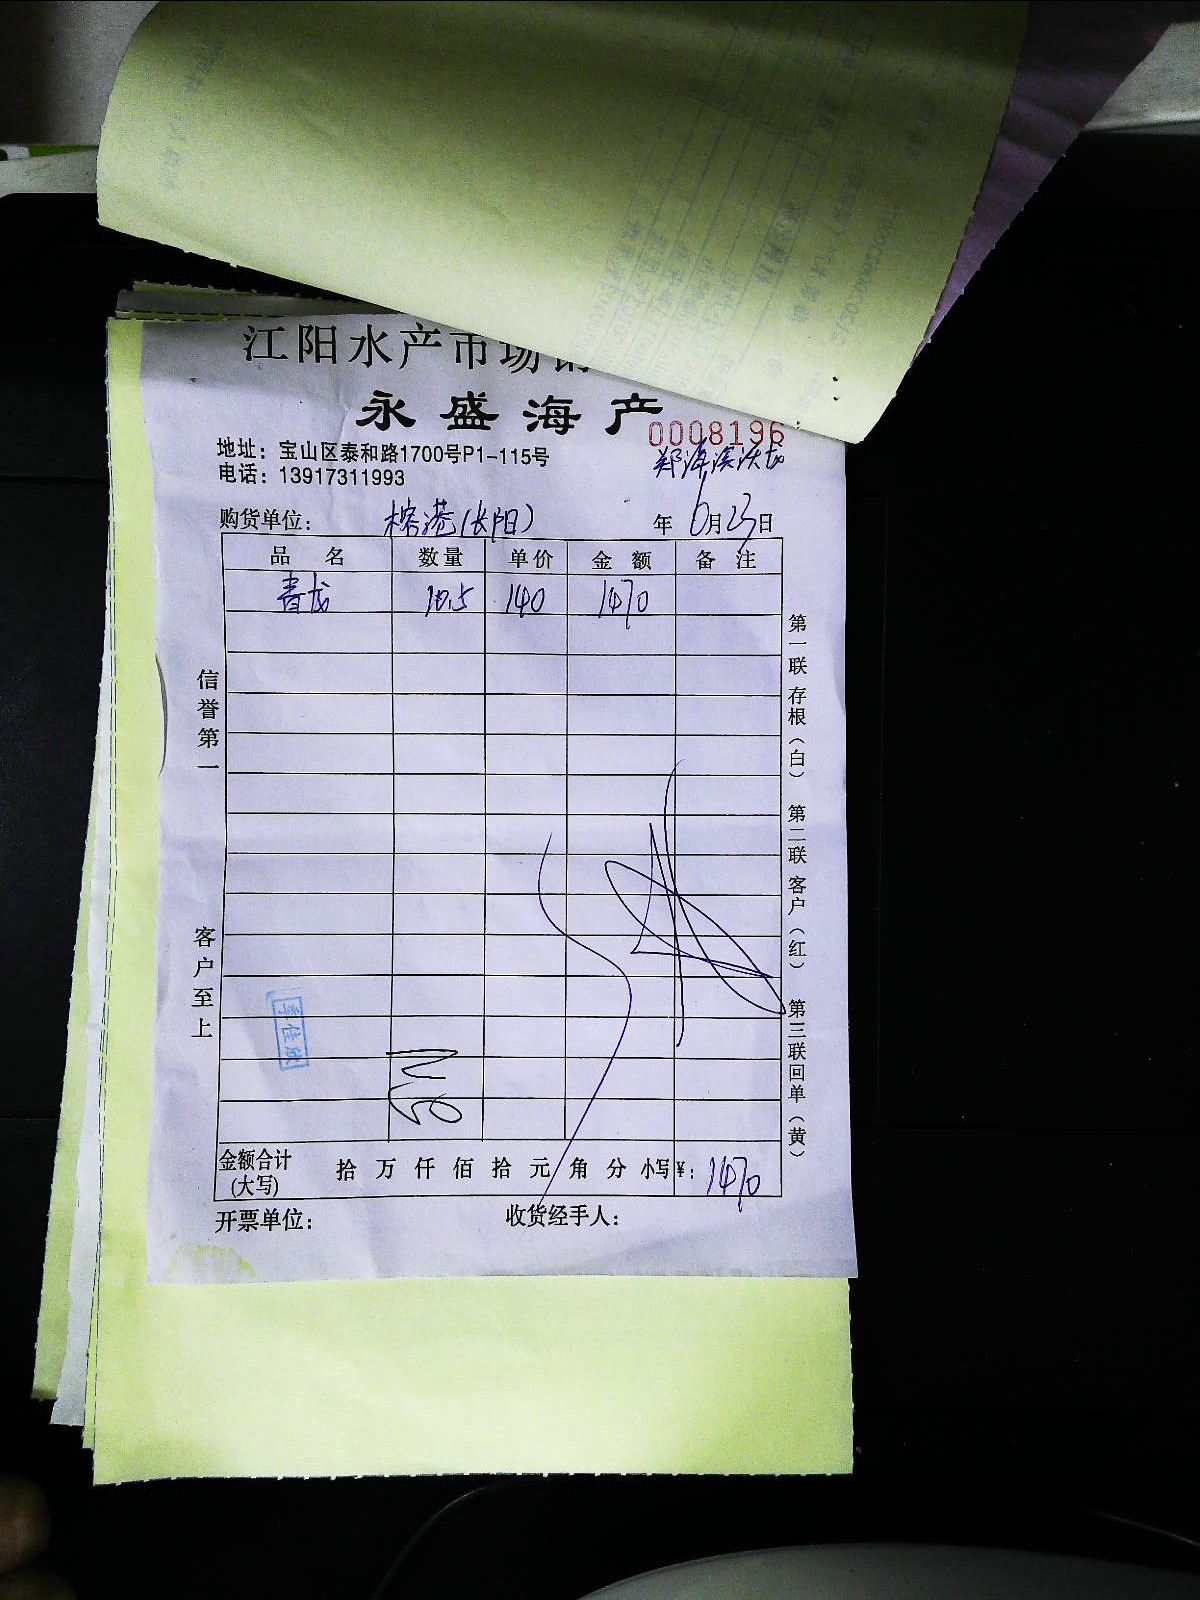 江阳水产市场销
永盛海产
0008196
地址：宝山区泰和路1700号P1-115号
电话：13917311993
购货单位：榕港(长阳) 年6月23日
品名 数量 单价 金额 备注
青龙 10.5 140 1470
信誉第一
客户至上
第一联存根（白） 第二联客户（红） 第三联回单（黄）
金额合计(大写) 拾万仟佰拾元角分 小写¥：1470
开票单位： 收货经手人：